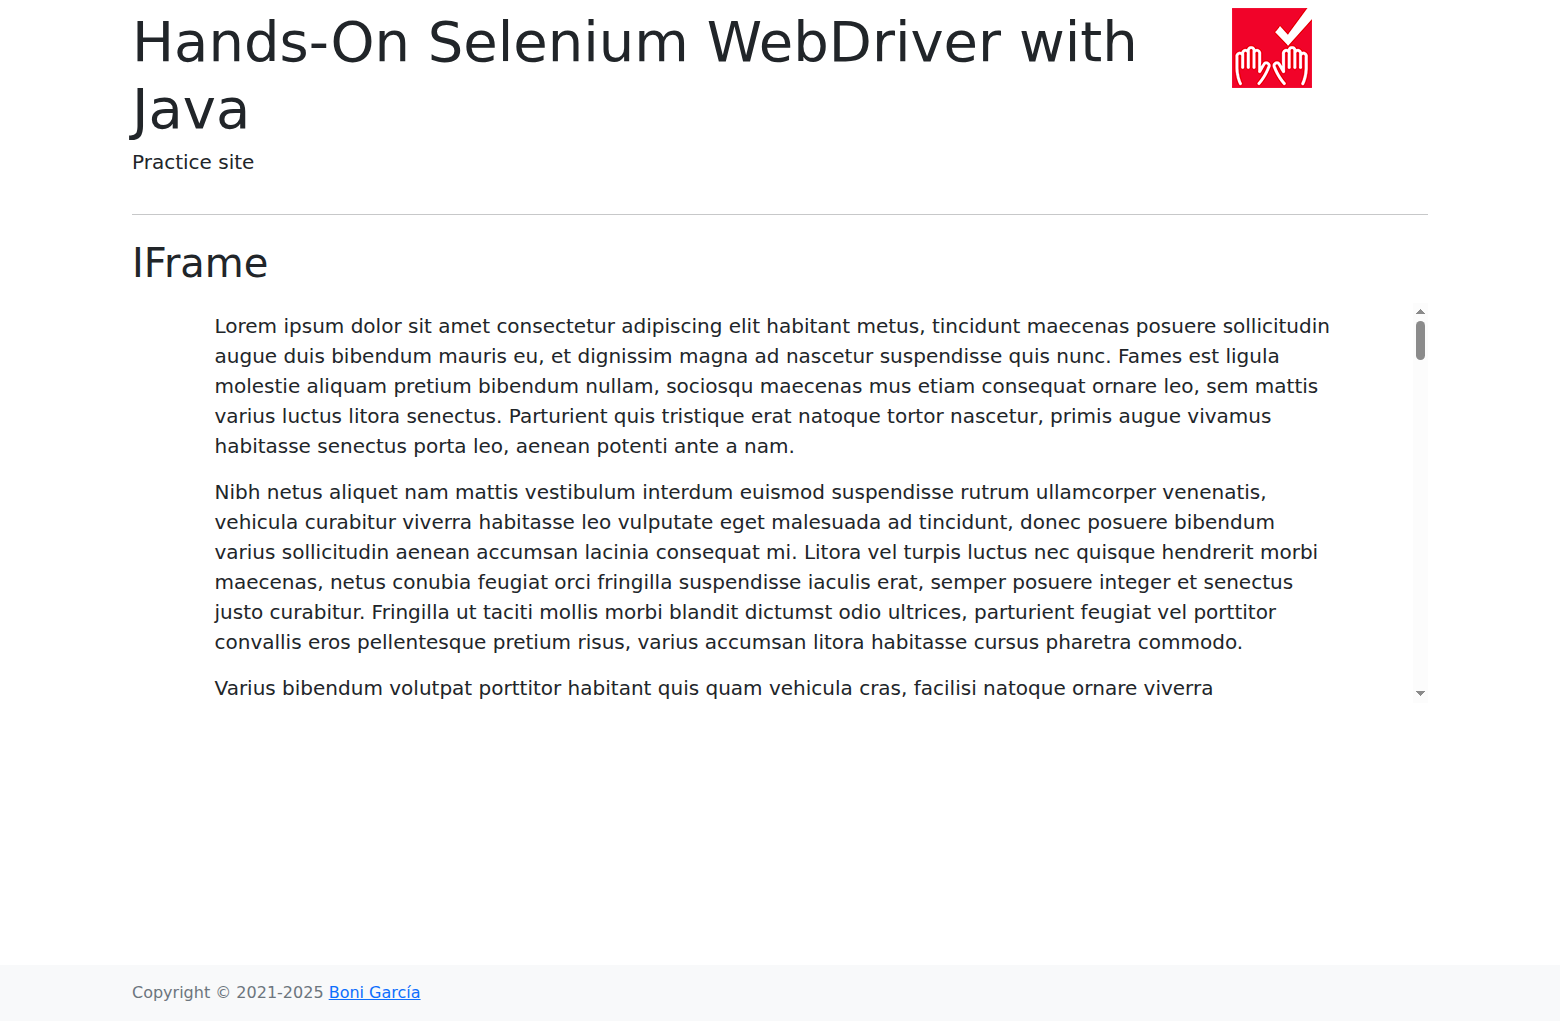 Hands-On Selenium WebDriver with
Java
Practice site
IFrame
Lorem ipsum dolor sit amet consectetur adipiscing elit habitant metus, tincidunt maecenas posuere sollicitudin
augue duis bibendum mauris eu, et dignissim magna ad nascetur suspendisse quis nunc. Fames est ligula
molestie aliquam pretium bibendum nullam, sociosqu maecenas mus etiam consequat ornare leo, sem mattis
varius luctus litora senectus. Parturient quis tristique erat natoque tortor nascetur, primis augue vivamus
habitasse senectus porta leo, aenean potenti ante a nam.
Nibh netus aliquet nam mattis vestibulum interdum euismod suspendisse rutrum ullamcorper venenatis,
vehicula curabitur viverra habitasse leo vulputate eget malesuada ad tincidunt, donec posuere bibendum
varius sollicitudin aenean accumsan lacinia consequat mi. Litora vel turpis luctus nec quisque hendrerit morbi
maecenas, netus conubia feugiat orci fringilla suspendisse iaculis erat, semper posuere integer et senectus
justo curabitur. Fringilla ut taciti mollis morbi blandit dictumst odio ultrices, parturient feugiat vel porttitor
convallis eros pellentesque pretium risus, varius accumsan litora habitasse cursus pharetra commodo.
Varius bibendum volutpat porttitor habitant quis quam vehicula cras, facilisi natoque ornare viverra
Copyright © 2021-2025 Boni García